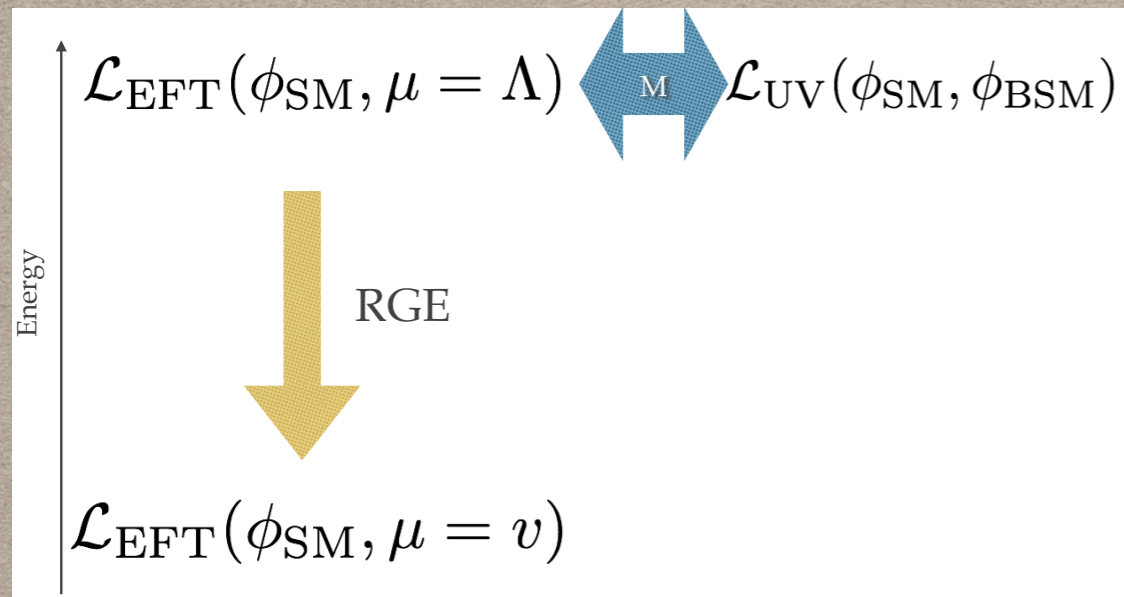 ℒ_EFT(ϕ_SM, μ = Λ) M ℒ_UV(ϕ_SM, ϕ_BSM)
Energy
RGE
ℒ_EFT(ϕ_SM, μ = v)